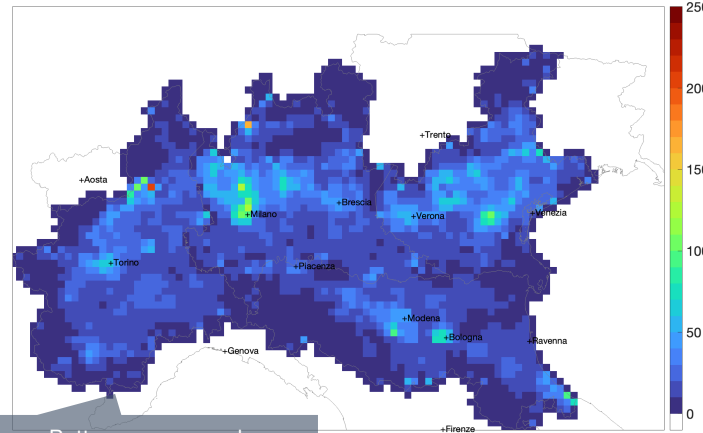 250
200
+Trento
150
+Aosta
+Brescia
+Milano
+Verona
+Venezia
+Torino
+Piacenza
100
+Modena
50
+Bologna
+Ravenna
+Genova
0
+Firenze